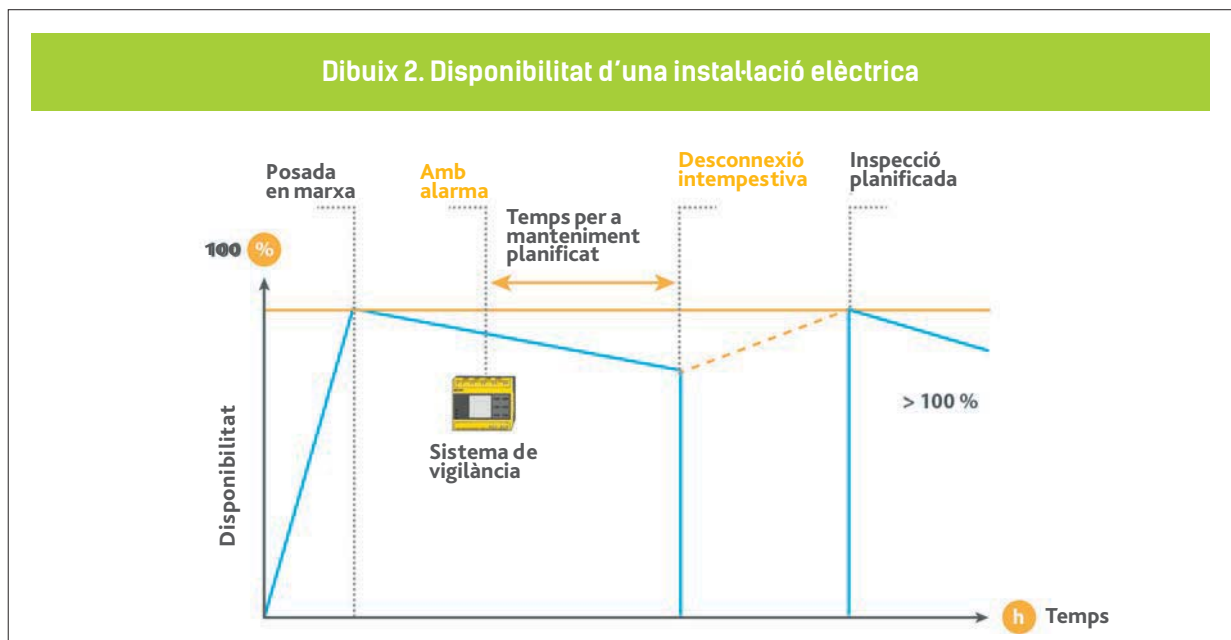 Dibuix 2. Disponibilitat d'una instal·lació elèctrica
Posada
en marxa
Amb
alarma
Desconnexió
intempestiva
Inspecció
planificada
Temps per a
manteniment
planificat
100 %
Disponibilitat
Sistema de
vigilància
> 100 %
h Temps